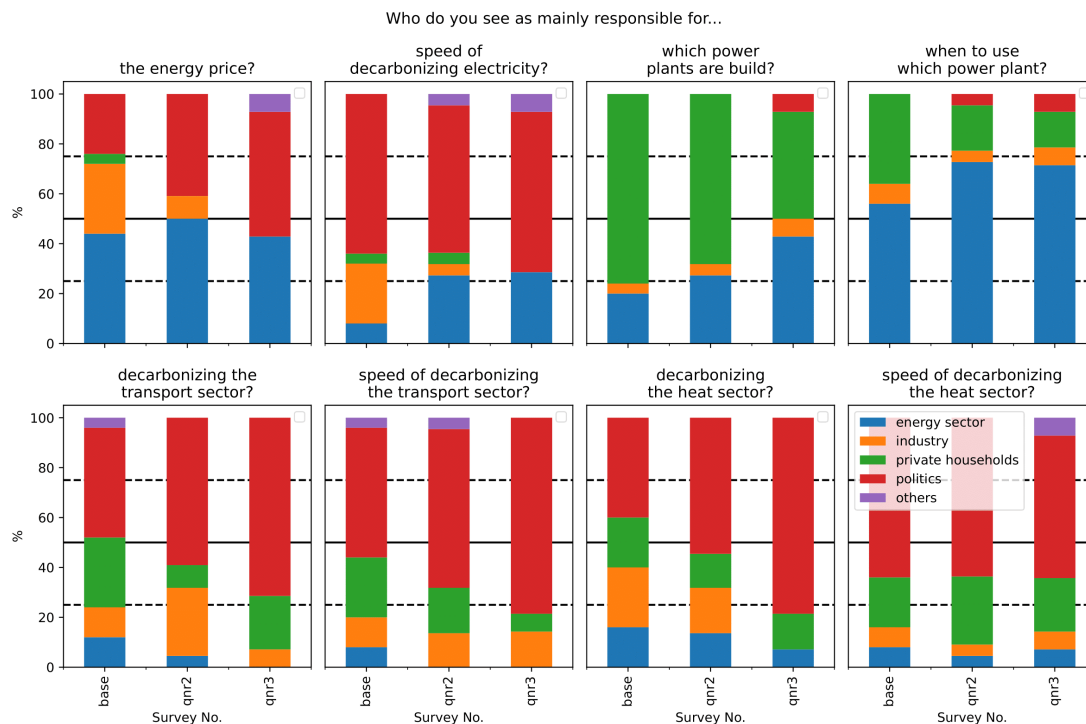 Who do you see as mainly responsible for...
the energy price?
speed of
decarbonizing electricity?
which power
plants are build?
when to use
which power plant?
100
80
60
40
20
0
%
decarbonizing the
transport sector?
speed of decarbonizing
the transport sector?
decarbonizing
the heat sector?
speed of decarbonizing
the heat sector?
100
80
60
40
20
0
%
energy sector
industry
private households
politics
others
base
qnr2
qnr3
Survey No.
base
qnr2
qnr3
Survey No.
base
qnr2
qnr3
Survey No.
base
qnr2
qnr3
Survey No.